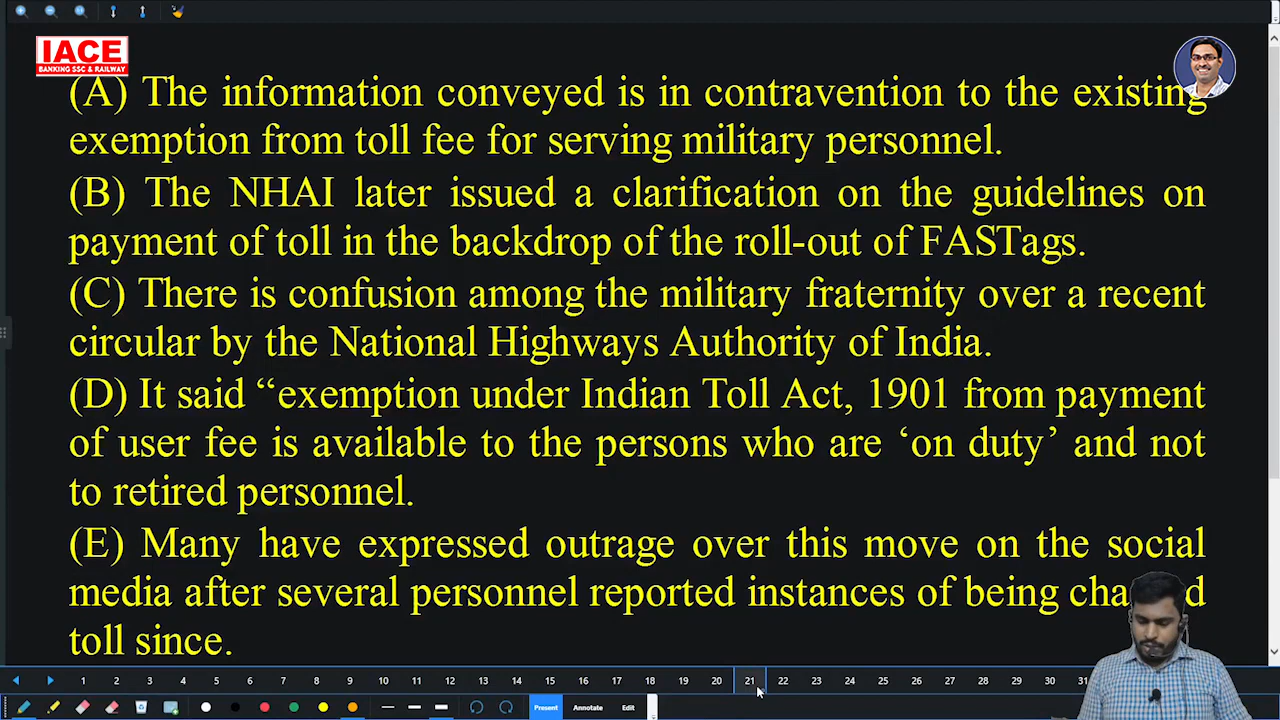 IACE
BANKING SSC & RAILWAY
(A) The information conveyed is in contravention to the existing
exemption from toll fee for serving military personnel.
(B) The NHAI later issued a clarification on the guidelines on
payment of toll in the backdrop of the roll-out of FASTags.
(C) There is confusion among the military fraternity over a recent
circular by the National Highways Authority of India.
(D) It said “exemption under Indian Toll Act, 1901 from payment
of user fee is available to the persons who are ‘on duty’ and not
to retired personnel.
(E) Many have expressed outrage over this move on the social
media after several personnel reported instances of being
toll since.
1 2 3 4 5 6 7 8 9 10 11 12 13 14 15 16 17 18 19 20 21 22 23 24 25 26 27 28 29 30 31
Present Annotate Edit